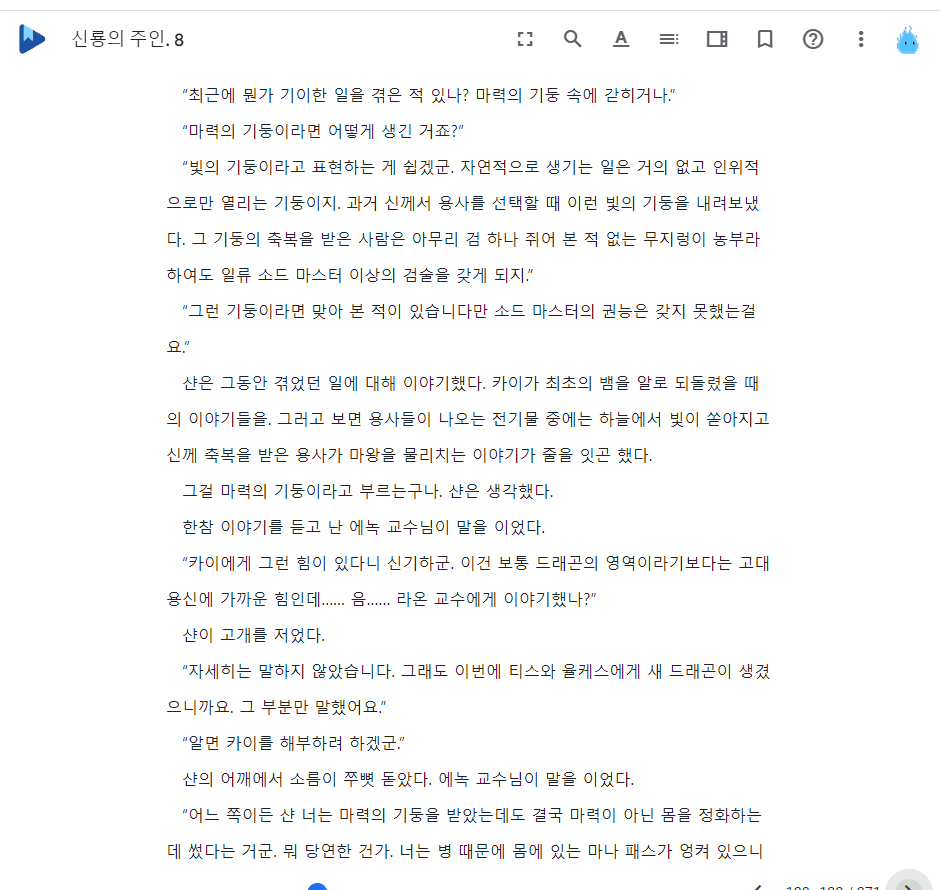 신룡의 주인. 8
“최근에 뭔가 기이한 일을 겪은 적 있나? 마력의 기둥 속에 갇히거나.”
“마력의 기둥이라면 어떻게 생긴 거죠?”
“빛의 기둥이라고 표현하는 게 쉽겠군. 자연적으로 생기는 일은 거의 없고 인위적
으로만 열리는 기둥이지. 과거 신께서 용사를 선택할 때 이런 빛의 기둥을 내려보냈
다. 그 기둥의 축복을 받은 사람은 아무리 검 하나 쥐어 본 적 없는 무지렁이 농부라
하여도 일류 소드 마스터 이상의 검술을 갖게 되지.”
“그런 기둥이라면 맞아 본 적이 있습니다만 소드 마스터의 권능은 갖지 못했는걸
요.”
샨은 그동안 겪었던 일에 대해 이야기했다. 카이가 최초의 뱀을 알로 되돌렸을 때
의 이야기들을. 그러고 보면 용사들이 나오는 전기물 중에는 하늘에서 빛이 쏟아지고
신께 축복을 받은 용사가 마왕을 물리치는 이야기가 줄을 잇곤 했다.
그걸 마력의 기둥이라고 부르는구나. 샨은 생각했다.
한참 이야기를 듣고 난 에녹 교수님이 말을 이었다.
“카이에게 그런 힘이 있다니 신기하군. 이건 보통 드래곤의 영역이라기보다는 고대
용신에 가까운 힘인데…… 음…… 라온 교수에게 이야기했나?”
샨이 고개를 저었다.
“자세히는 말하지 않았습니다. 그래도 이번에 티스와 율케스에게 새 드래곤이 생겼
으니까요. 그 부분만 말했어요.”
“알면 카이를 해부하려 하겠군.”
샨의 어깨에서 소름이 쭈뼛 돋았다. 에녹 교수님이 말을 이었다.
“어느 쪽이든 샨 너는 마력의 기둥을 받았는데도 결국 마력이 아닌 몸을 정화하는
데 썼다는 거군. 뭐 당연한 건가. 너는 병 때문에 몸에 있는 마나 패스가 엉켜 있으니